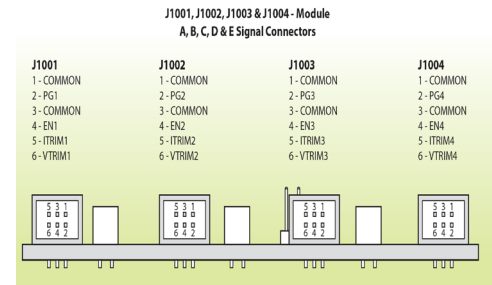 J1001, J1002, J1003 & J1004 - Module
A, B, C, D & E Signal Connectors
J1001
1 - COMMON
2 - PG1
3 - COMMON
4 - EN1
5 - ITRIM1
6 - VTRIM1
J1002
1 - COMMON
2 - PG2
3 - COMMON
4 - EN2
5 - ITRIM2
6 - VTRIM2
J1003
1 - COMMON
2 - PG3
3 - COMMON
4 - EN3
5 - ITRIM3
6 - VTRIM3
J1004
1 - COMMON
2 - PG4
3 - COMMON
4 - EN4
5 - ITRIM4
6 - VTRIM4
5 3 1
6 4 2
5 3 1
6 4 2
5 3 1
6 4 2
5 3 1
6 4 2